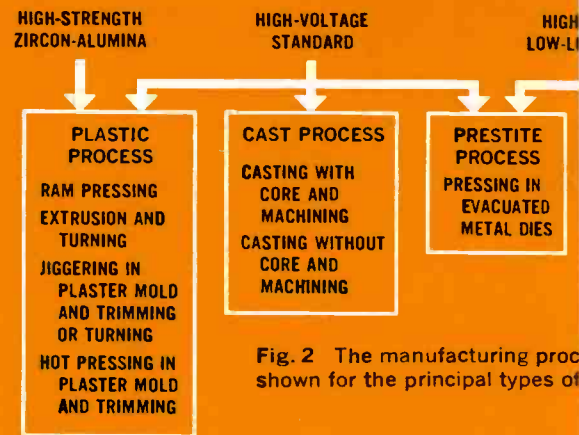 HIGH-STRENGTH
ZIRCON-ALUMINA
HIGH-VOLTAGE
STANDARD
HIGH
PLASTIC
PROCESS
RAM PRESSING
EXTRUSION AND
TURNING
JIGGERING IN
PLASTER MOLD
AND TRIMMING
OR TURNING
HOT PRESSING IN
PLASTER MOLD
AND TRIMMING
CAST PROCESS
CASTING WITH
CORE AND
MACHINING
CASTING WITHOUT
CORE AND
MACHINING
PRESTITE
PROCESS
PRESSING IN
EVACUATED
METAL DIES
Fig. 2 The manufacturing proc
shown for the principal types of